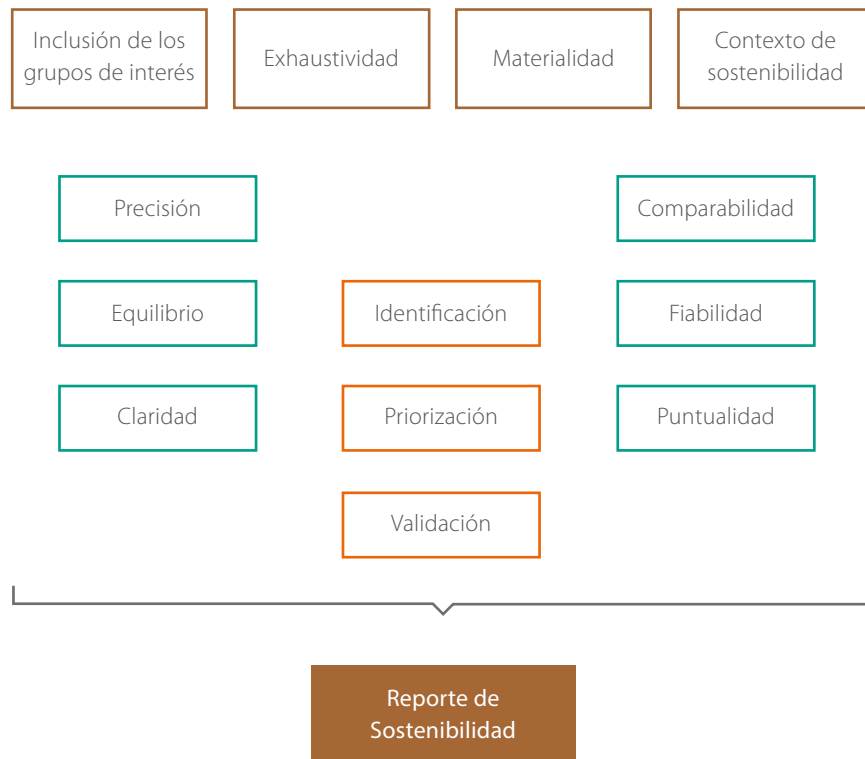 Inclusión de los
grupos de interés
Exhaustividad
Materialidad
Contexto de
sostenibilidad
Precisión
Comparabilidad
Equilibrio
Identificación
Fiabilidad
Claridad
Priorización
Puntualidad
Validación
Reporte de
Sostenibilidad